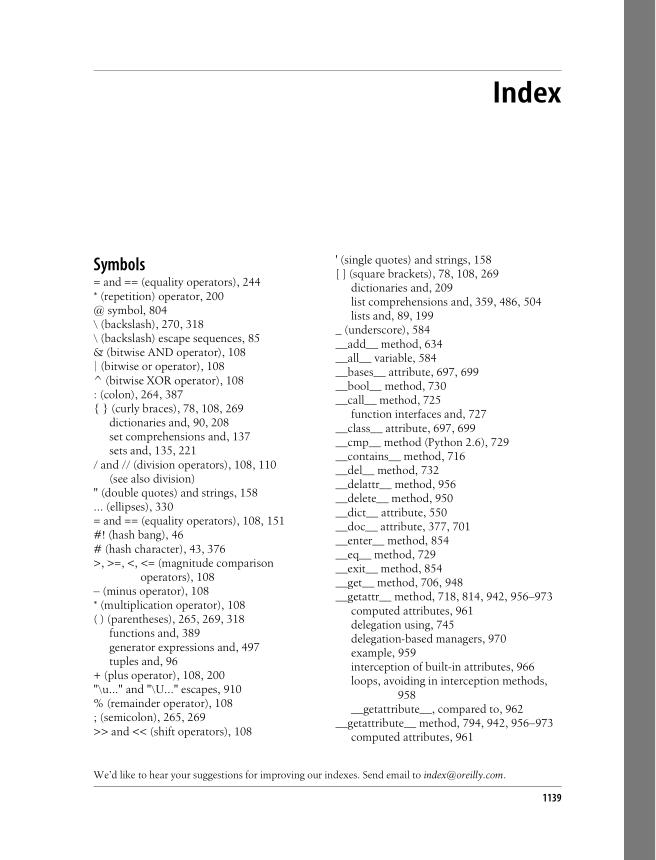 Index
Symbols
= and == (equality operators), 244
* (repetition) operator, 200
@ symbol, 804
\ (backslash), 270, 318
\ (backslash) escape sequences, 85
& (bitwise AND operator), 108
| (bitwise or operator), 108
^ (bitwise XOR operator), 108
: (colon), 264, 387
{ } (curly braces), 78, 108, 269
dictionaries and, 90, 208
set comprehensions and, 137
sets and, 135, 221
/ and // (division operators), 108, 110
(see also division)
" (double quotes) and strings, 158
... (ellipses), 330
= and == (equality operators), 108, 151
#! (hash bang), 46
# (hash character), 43, 376
>, >=, <, <= (magnitude comparison
operators), 108
– (minus operator), 108
* (multiplication operator), 108
( ) (parentheses), 265, 269, 318
functions and, 389
generator expressions and, 497
tuples and, 96
+ (plus operator), 108, 200
"\u..." and "\U..." escapes, 910
% (remainder operator), 108
; (semicolon), 265, 269
>> and << (shift operators), 108
' (single quotes) and strings, 158
[ ] (square brackets), 78, 108, 269
dictionaries and, 209
list comprehensions and, 359, 486, 504
lists and, 89, 199
_ (underscore), 584
__add__ method, 634
__all__ variable, 584
__bases__ attribute, 697, 699
__bool__ method, 730
__call__ method, 725
function interfaces and, 727
__class__ attribute, 697, 699
__cmp__ method (Python 2.6), 729
__contains__ method, 716
__del__ method, 732
__delattr__ method, 956
__delete__ method, 950
__dict__ attribute, 550
__doc__ attribute, 377, 701
__enter__ method, 854
__eq__ method, 729
__exit__ method, 854
__get__ method, 706, 948
__getattr__ method, 718, 814, 942, 956–973
computed attributes, 961
delegation using, 745
delegation-based managers, 970
example, 959
interception of built-in attributes, 966
loops, avoiding in interception methods,
958
__getattribute__, compared to, 962
__getattribute__ method, 794, 942, 956–973
computed attributes, 961
We'd like to hear your suggestions for improving our indexes. Send email to index@oreilly.com.
1139